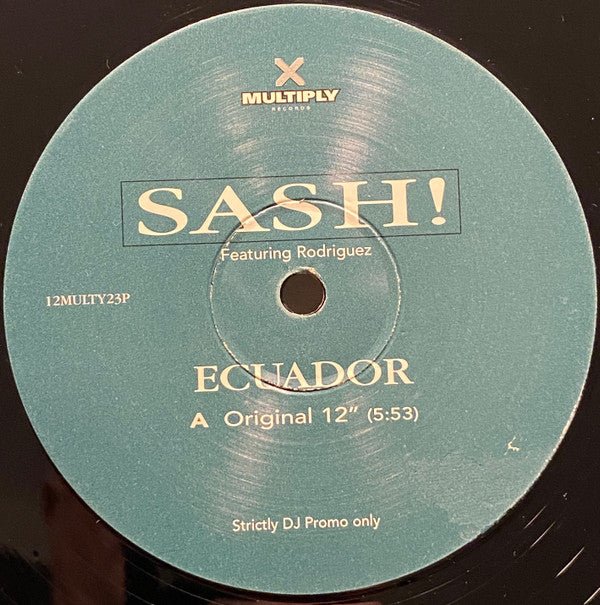 X
MULTIPLY
RECORDS
SASH!
Featuring Rodriguez
12MULTY23P
ECUADOR
A Original 12" (5:53)
Strictly DJ Promo only